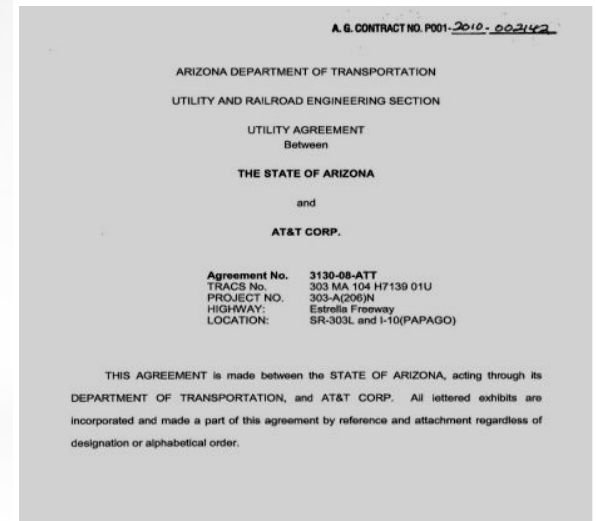 A. G. CONTRACT NO. P001-2010-002142
ARIZONA DEPARTMENT OF TRANSPORTATION
UTILITY AND RAILROAD ENGINEERING SECTION
UTILITY AGREEMENT
Between
THE STATE OF ARIZONA
and
AT&T CORP.
Agreement No. 3130-08-ATT
TRACS No. 303 MA 104 H7139 01U
PROJECT NO. 303-A(206)N
HIGHWAY: Estrella Freeway
LOCATION: SR-303L and I-10(PAPAGO)
THIS AGREEMENT is made between the STATE OF ARIZONA, acting through its
DEPARTMENT OF TRANSPORTATION, and AT&T CORP. All lettered exhibits are
incorporated and made a part of this agreement by reference and attachment regardless of
designation or alphabetical order.